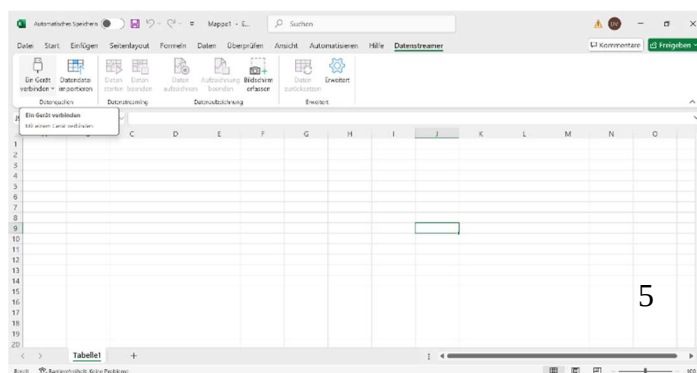 Automatisches Speichern Mappe1 - E... Suchen UV
Datei Start Einfügen Seitenlayout Formeln Daten Überprüfen Ansicht Automatisieren Hilfe Datenstreamer Kommentare Freigeben
Ein Gerät verbinden Datendatei importieren Daten starten Daten beenden Daten aufzeichnen Aufzeichnung beenden Bildschirm erfassen Daten zurücksetzen Erweitert
Datenquellen Datenstreaming Datenaufzeichnung Erweitert
Ein Gerät verbinden
Mit einem Gerät verbinden
C D E F G H I J K L M N O
1
2
3
4
5
6
7
8
9
10
11
12
13
14
15
16
17
18
19
20
5
Tabelle1 +
Bereit Barrierefreiheit: Keine Probleme